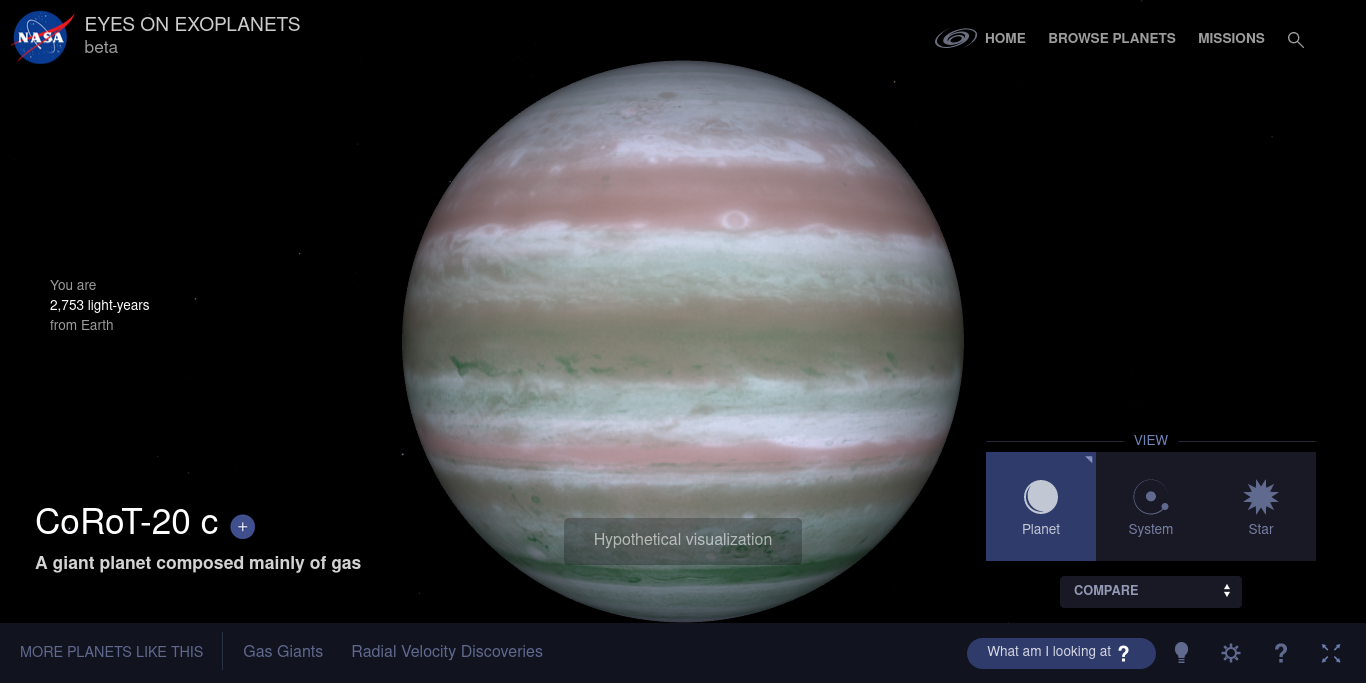 NASA
EYES ON EXOPLANETS
beta
HOME
BROWSE PLANETS
MISSIONS
You are
2,753 light-years
from Earth
VIEW
Planet
System
Star
COMPARE
CoRoT-20 c +
A giant planet composed mainly of gas
Hypothetical visualization
MORE PLANETS LIKE THIS
Gas Giants
Radial Velocity Discoveries
What am I looking at ?
?